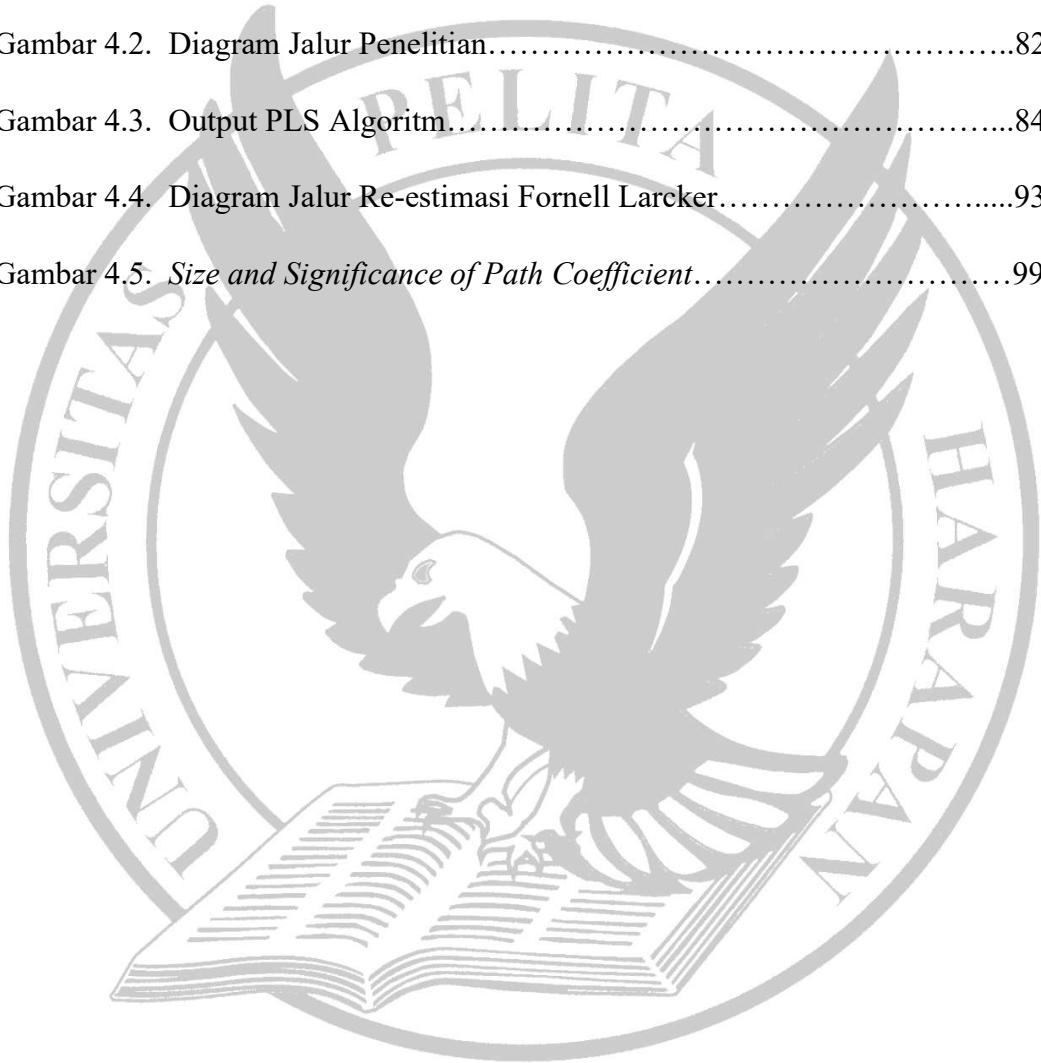 Gambar 4.2. Diagram Jalur Penelitian…………………………………………..82
Gambar 4.3. Output PLS Algoritm…………………………………………...84
Gambar 4.4. Diagram Jalur Re-estimasi Fornell Larcker…………………….....93
Gambar 4.5. Size and Significance of Path Coefficient…………………………99
UNIVERSITAS PELITA HARAPAN